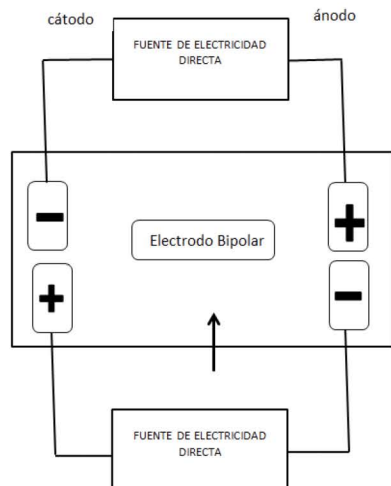 cátodo
ánodo
FUENTE DE ELECTRICIDAD
DIRECTA
Electrodo Bipolar
FUENTE DE ELECTRICIDAD
DIRECTA